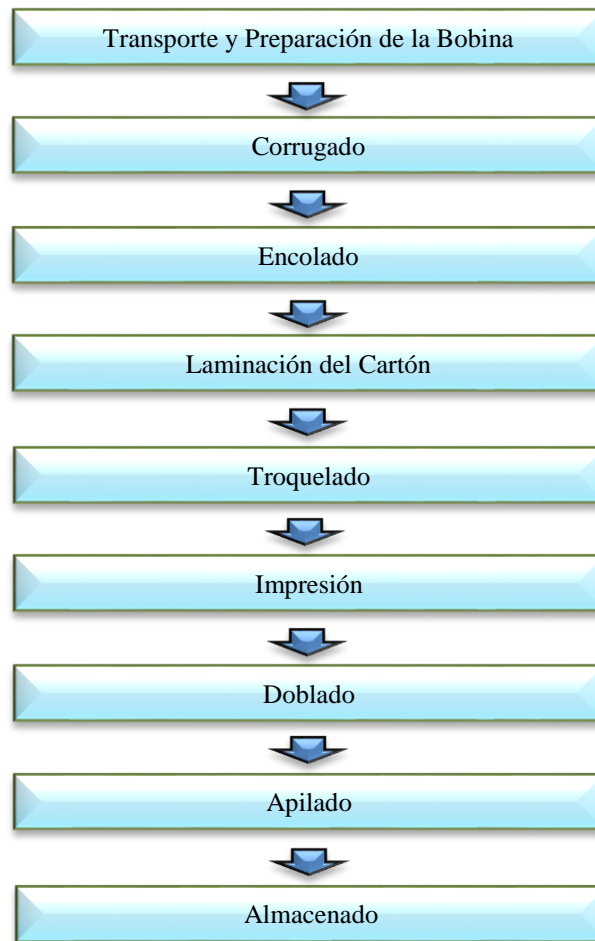 Transporte y Preparación de la Bobina
Corrugado
Encolado
Laminación del Cartón
Troquelado
Impresión
Doblado
Apilado
Almacenado